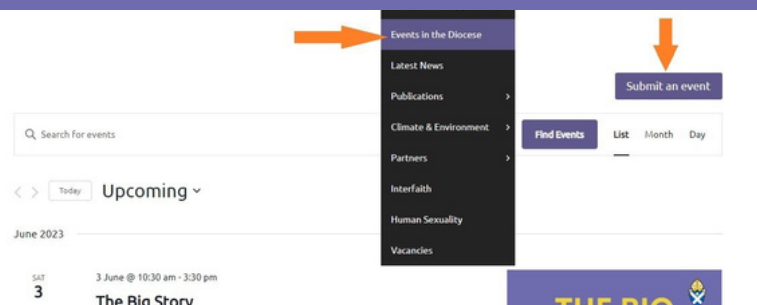 Events in the Diocese
Latest News
Submit an event
Publications
Search for events
Climate & Environment
Find Events
List
Month
Day
Partners
Today
Upcoming
Interfaith
Human Sexuality
June 2023
Vacancies
SAT
3
3 June @ 10:30 am - 3:30 pm
The Big Story
THE BIG